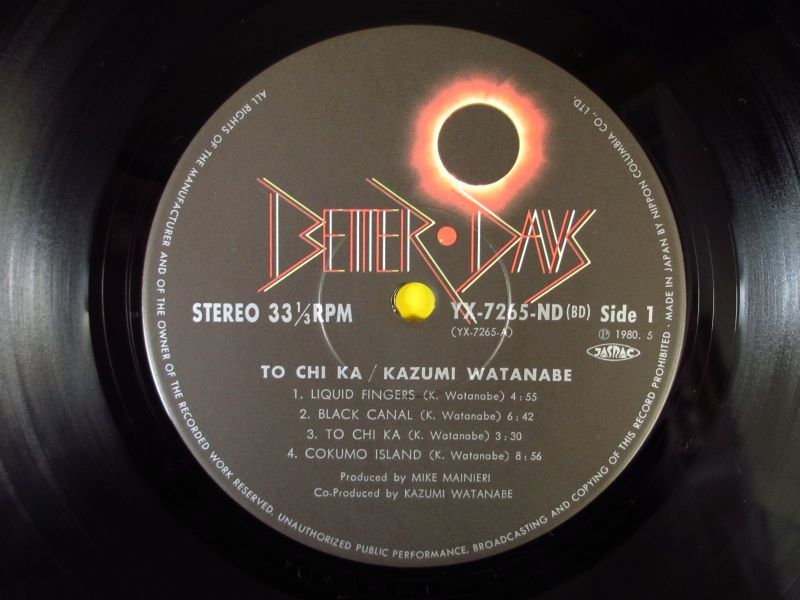 BETTER • DAYS
STEREO 33 1/3 RPM
YX-7265-ND (BD) Side 1
(YX-7265-A) Ⓟ 1980. 5
JASRAC
TO CHI KA / KAZUMI WATANABE
1. LIQUID FINGERS (K. Watanabe) 4 : 55
2. BLACK CANAL (K. Watanabe) 6 : 42
3. TO CHI KA (K. Watanabe) 3 : 30
4. COKUMO ISLAND (K. Watanabe) 8 : 56
Produced by MIKE MAINIERI
Co-Produced by KAZUMI WATANABE
ALL RIGHTS OF THE MANUFACTURER AND OF THE OWNER OF THE RECORDED WORK RESERVED. UNAUTHORIZED PUBLIC PERFORMANCE, BROADCASTING AND COPYING OF THIS RECORD PROHIBITED · MADE IN JAPAN BY NIPPON COLUMBIA CO., LTD.